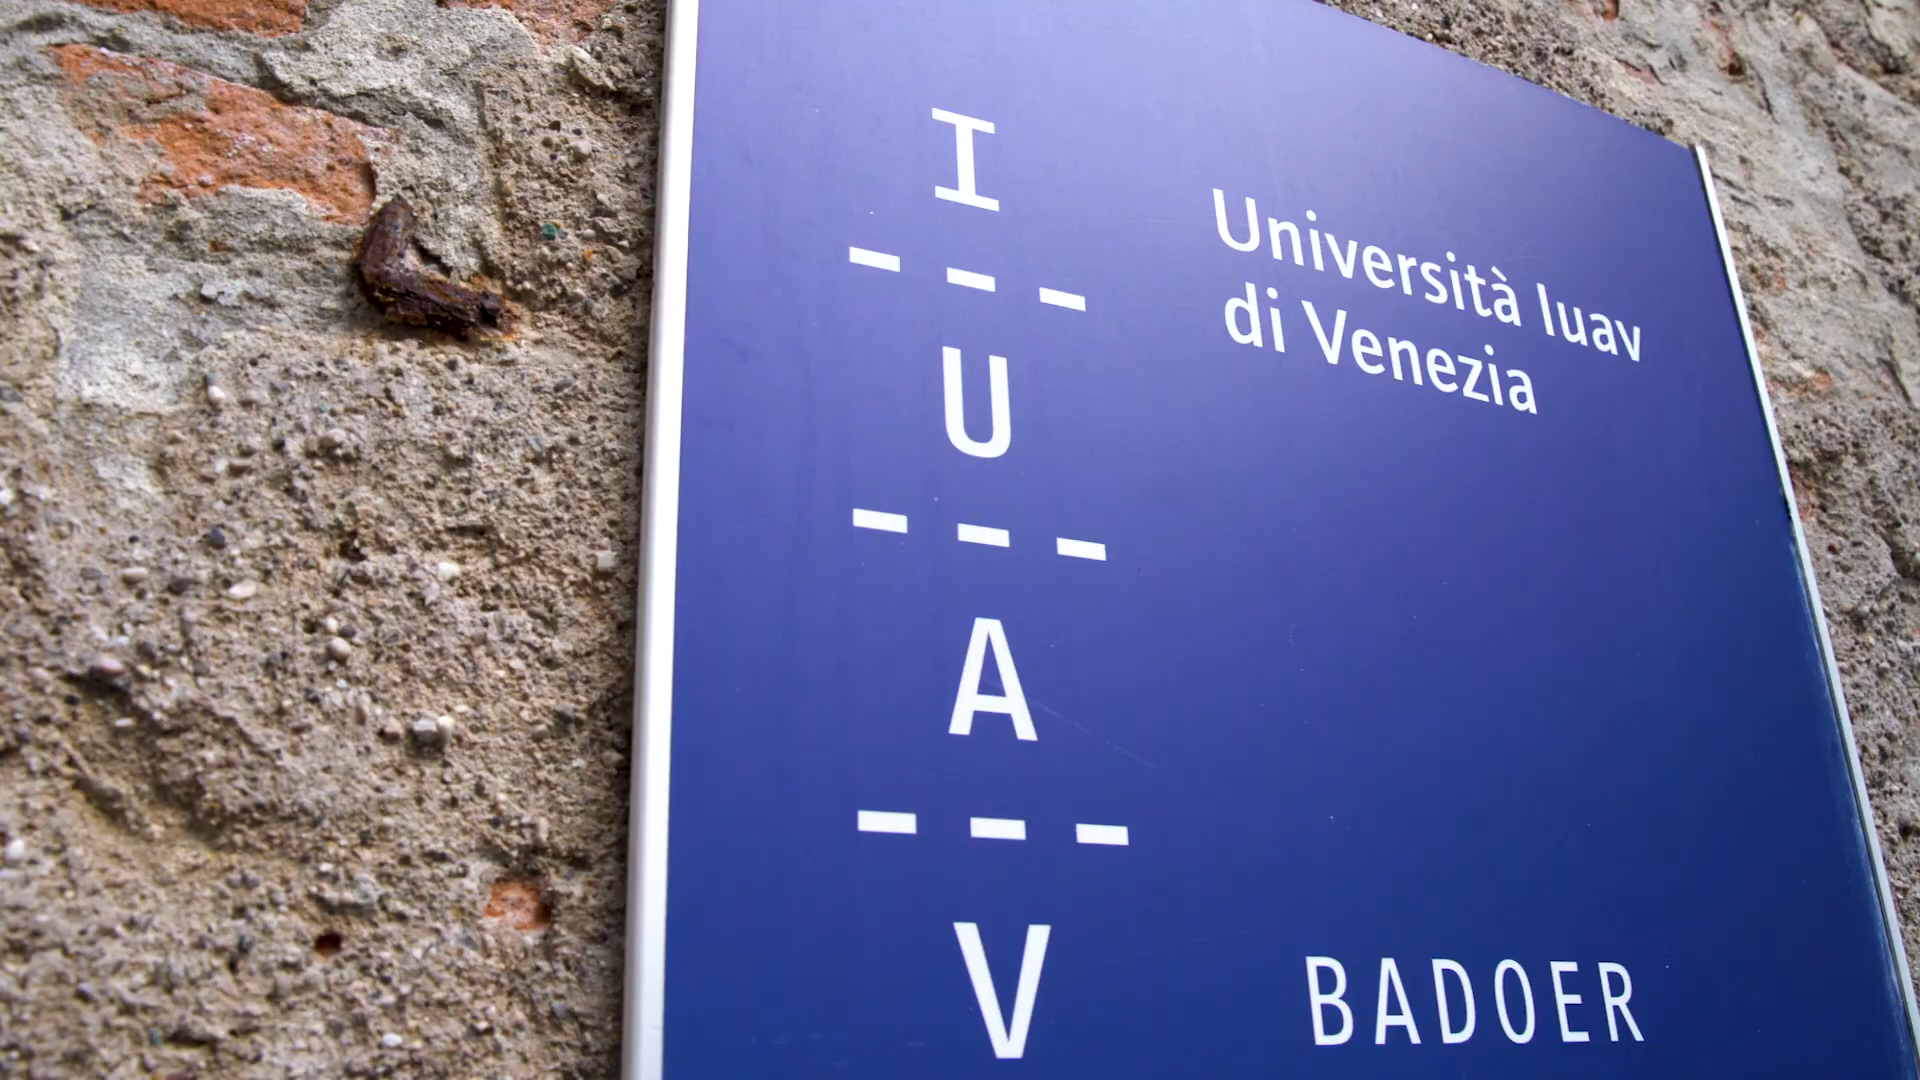 I
- - -
U
- - -
A
- - -
V
Università Iuav
di Venezia
BADOER